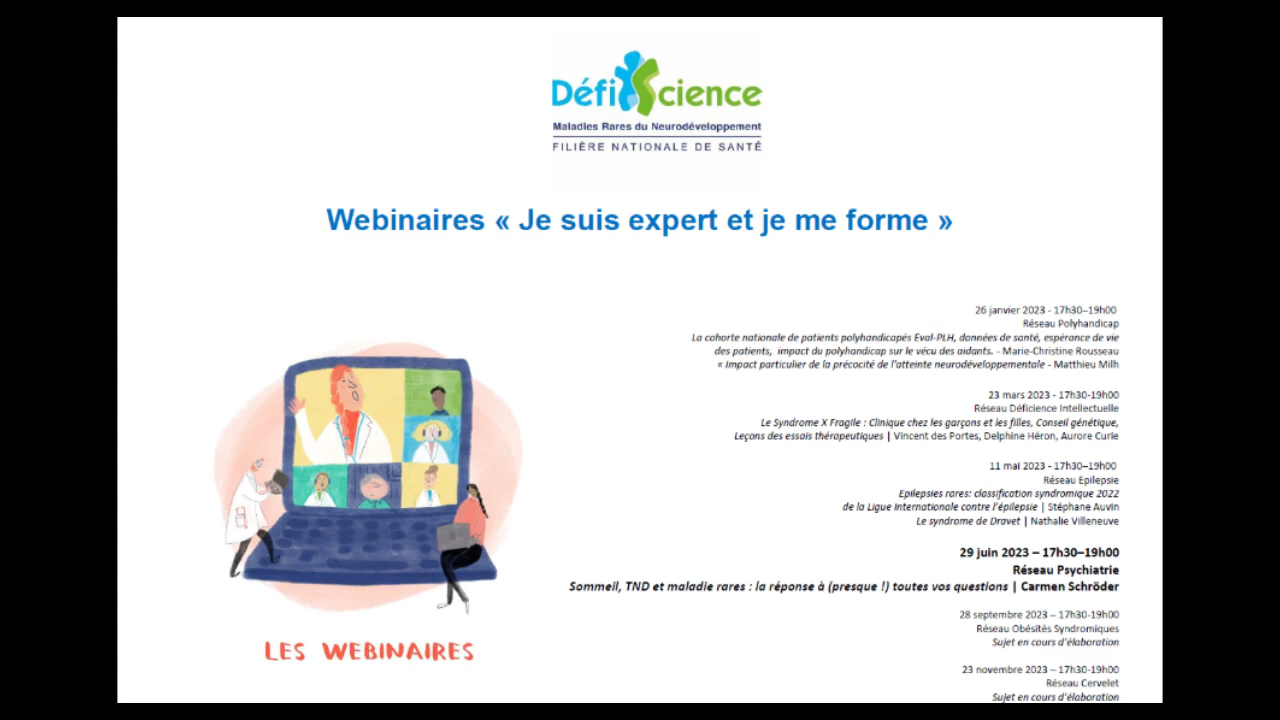 DéfiScience
Maladies Rares du Neurodéveloppement
FILIÈRE NATIONALE DE SANTÉ
Webinaires « Je suis expert et je me forme »
26 janvier 2023 - 17h30–19h00
Réseau Polyhandicap
La cohorte nationale de patients polyhandicapés Eval-PLH, données de santé, espérance de vie
des patients, impact du polyhandicap sur le vécu des aidants. - Marie-Christine Rousseau
« Impact particulier de la précocité de l'atteinte neurodéveloppementale - Matthieu Milh
23 mars 2023 - 17h30-19h00
Réseau Déficience Intellectuelle
Le Syndrome X Fragile : Clinique chez les garçons et les filles, Conseil génétique,
Leçons des essais thérapeutiques | Vincent des Portes, Delphine Héron, Aurore Curie
11 mai 2023 - 17h30–19h00
Réseau Epilepsie
Epilepsies rares: classification syndromique 2022
de la Ligue Internationale contre l'épilepsie | Stéphane Auvin
Le syndrome de Dravet | Nathalie Villeneuve
29 juin 2023 – 17h30–19h00
Réseau Psychiatrie
Sommeil, TND et maladie rares : la réponse à (presque !) toutes vos questions | Carmen Schröder
28 septembre 2023 – 17h30-19h00
Réseau Obésités Syndromiques
Sujet en cours d'élaboration
23 novembre 2023 – 17h30-19h00
Réseau Cervelet
Sujet en cours d'élaboration
LES WEBINAIRES